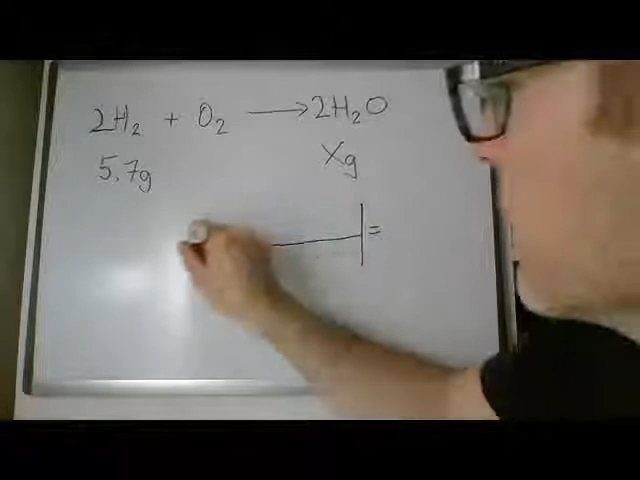 2H₂ + O₂ ⟶ 2H₂O
5.7g Xg
=